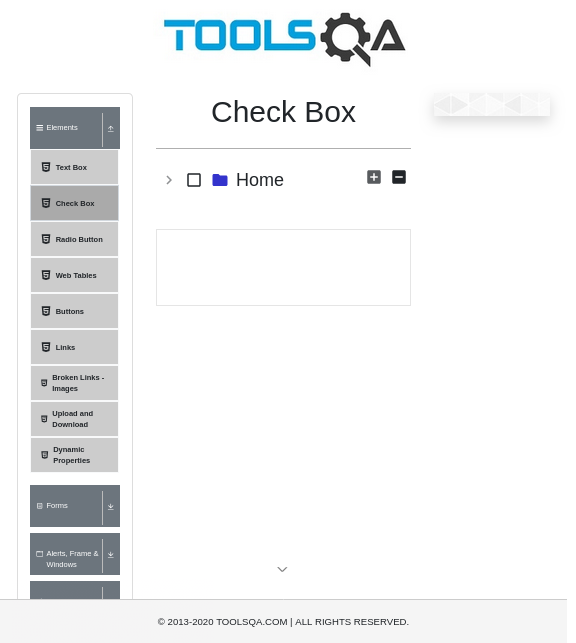 TOOLSQA
Elements
Text Box
Check Box
Radio Button
Web Tables
Buttons
Links
Broken Links -
Images
Upload and
Download
Dynamic
Properties
Forms
Alerts, Frame &
Windows
Check Box
Home
© 2013-2020 TOOLSQA.COM | ALL RIGHTS RESERVED.